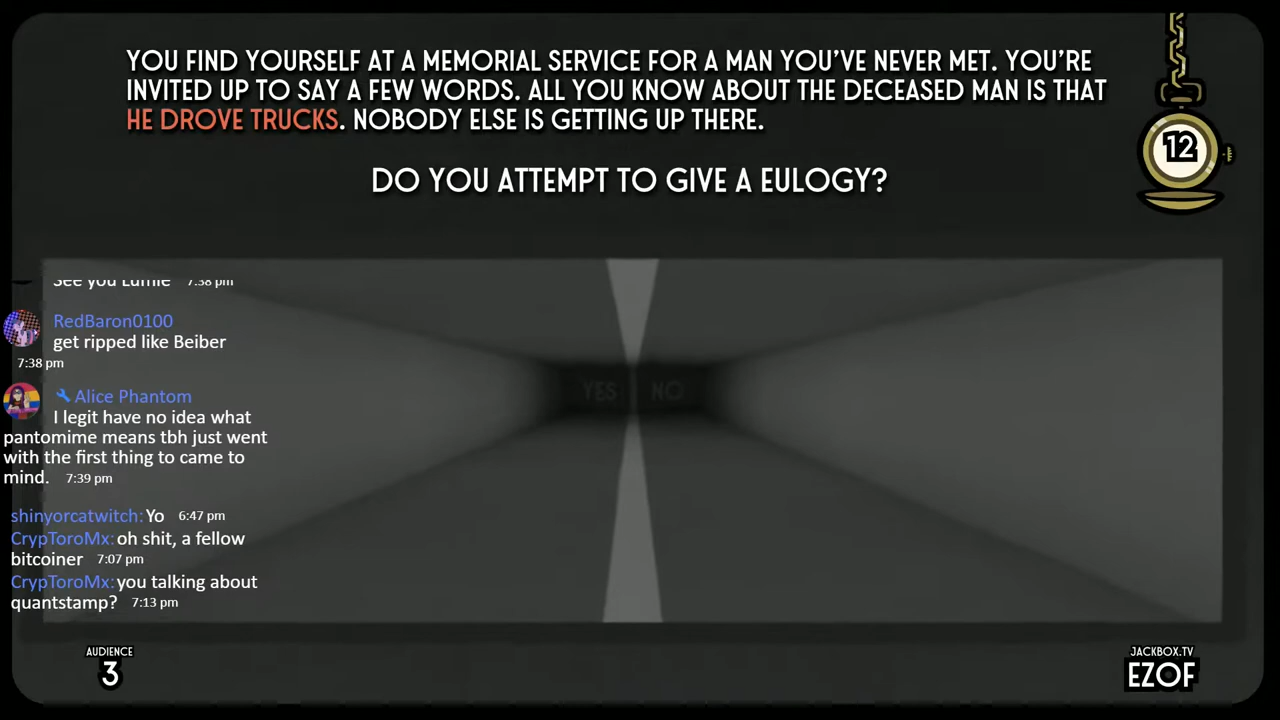 YOU FIND YOURSELF AT A MEMORIAL SERVICE FOR A MAN YOU'VE NEVER MET. YOU'RE
INVITED UP TO SAY A FEW WORDS. ALL YOU KNOW ABOUT THE DECEASED MAN IS THAT
HE DROVE TRUCKS. NOBODY ELSE IS GETTING UP THERE.
12
DO YOU ATTEMPT TO GIVE A EULOGY?
See you Lumie 7:38 pm
RedBaron0100
get ripped like Beiber
7:38 pm
YES NO
Alice Phantom
I legit have no idea what
pantomime means tbh just went
with the first thing to came to
mind. 7:39 pm
shinyorcatwitch: Yo 6:47 pm
CrypToroMx: oh shit, a fellow
bitcoiner 7:07 pm
CrypToroMx: you talking about
quantstamp? 7:13 pm
AUDIENCE
3
JACKBOX.TV
EZOF